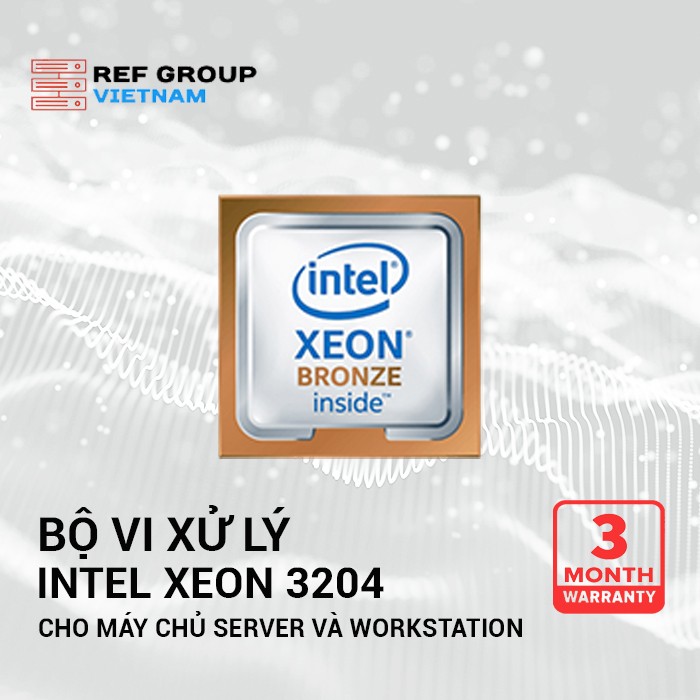 REF GROUP
VIETNAM
intel®
XEON®
BRONZE
inside™
BỘ VI XỬ LÝ
INTEL XEON 3204
CHO MÁY CHỦ SERVER VÀ WORKSTATION
3
MONTH
WARRANTY